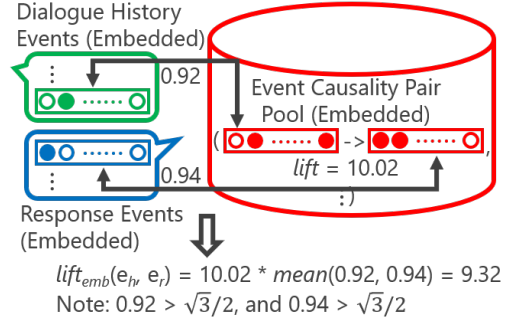 Dialogue History
Events (Embedded)
⋮
0.92
Event Causality Pair
Pool (Embedded)
( ...... -> ...... ,
lift = 10.02
:)
0.94
⋮
Response Events
(Embedded)
lift_emb(e_h, e_r) = 10.02 * mean(0.92, 0.94) = 9.32
Note: 0.92 > √3/2, and 0.94 > √3/2